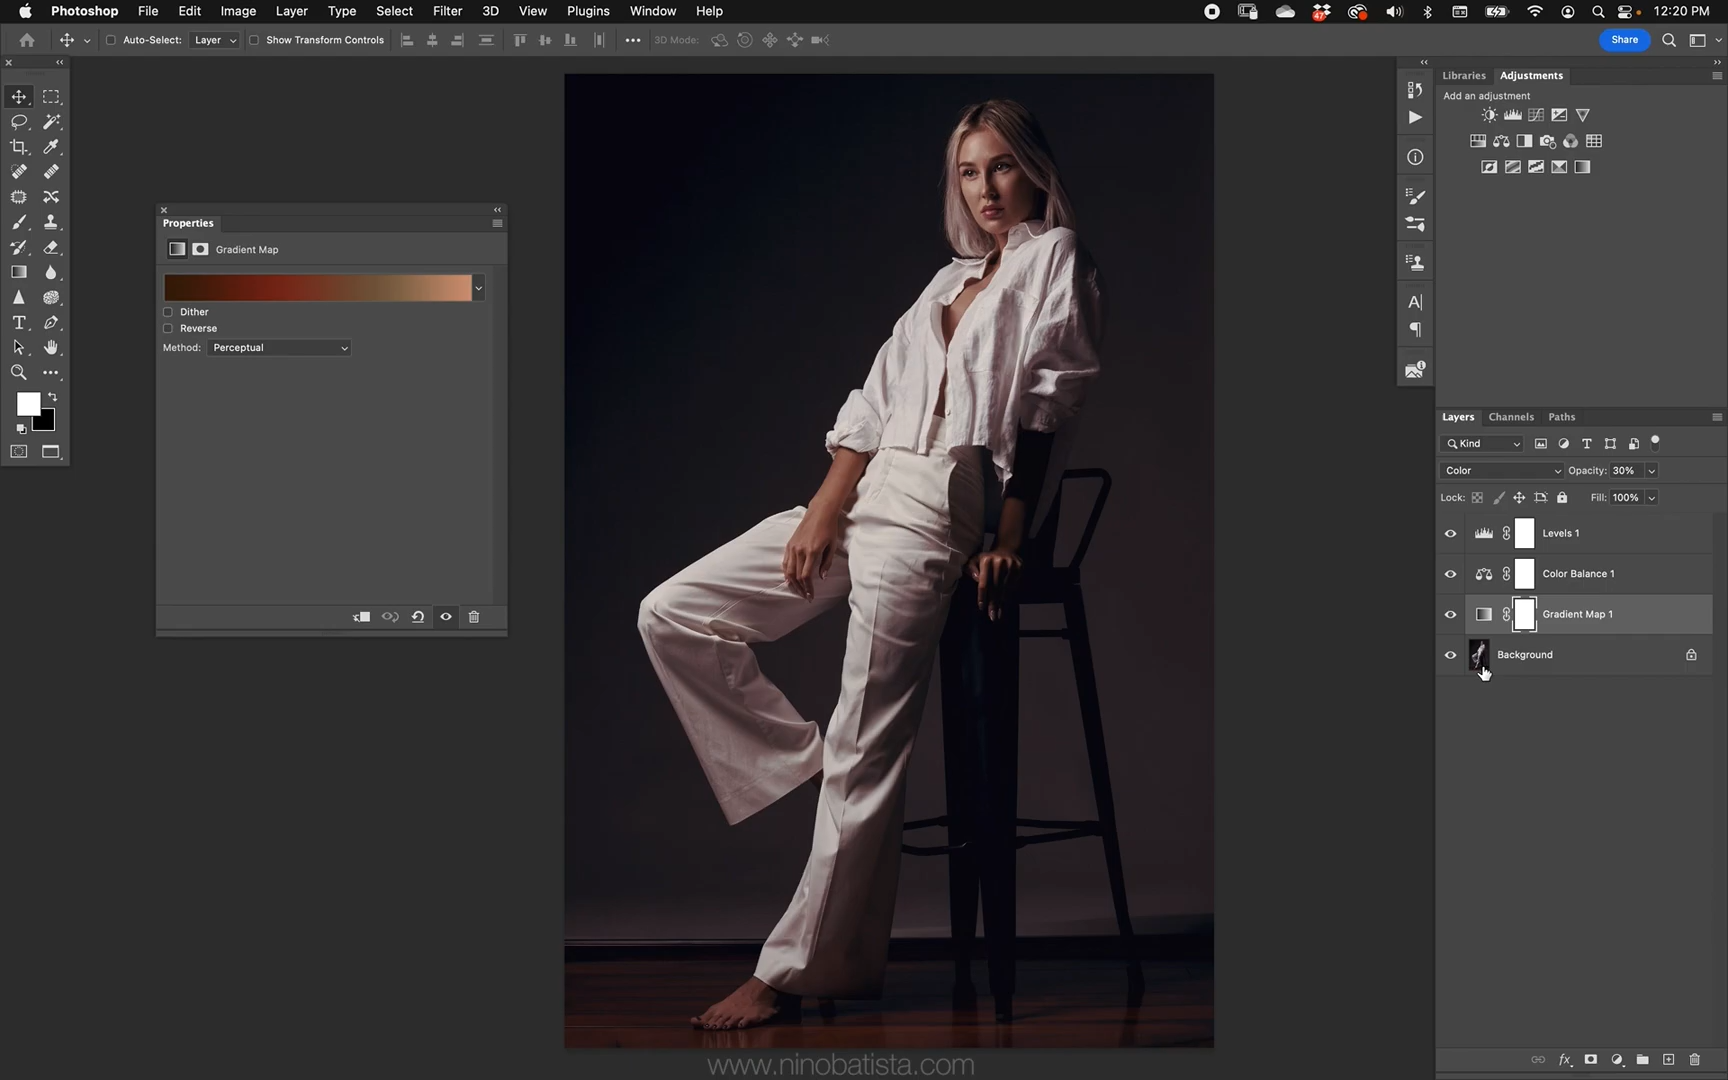 Photoshop File Edit Image Layer Type Select Filter 3D View Plugins Window Help 47 12:20 PM
Auto-Select: Layer Show Transform Controls 3D Mode: Share
Libraries Adjustments
Add an adjustment
Properties
Gradient Map
Dither
Reverse
Method: Perceptual
Layers Channels Paths
Kind
Color Opacity: 30%
Lock: Fill: 100%
Levels 1
Color Balance 1
Gradient Map 1
Background
fx
www.ninobatista.com